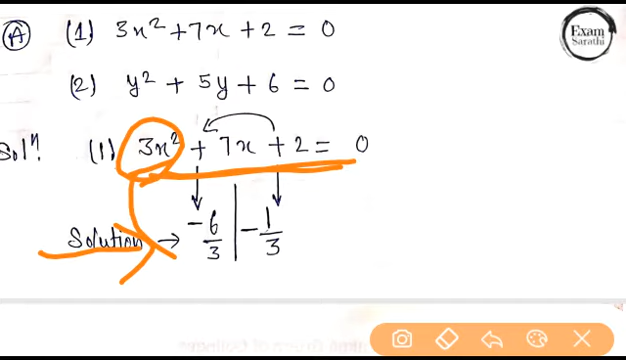 (A) (1) 3x² + 7x + 2 = 0
Exam
Sarathi
(2) y² + 5y + 6 = 0
Solⁿ. (1) 3x² + 7x + 2 = 0
Solution → -6/3 | -1/3